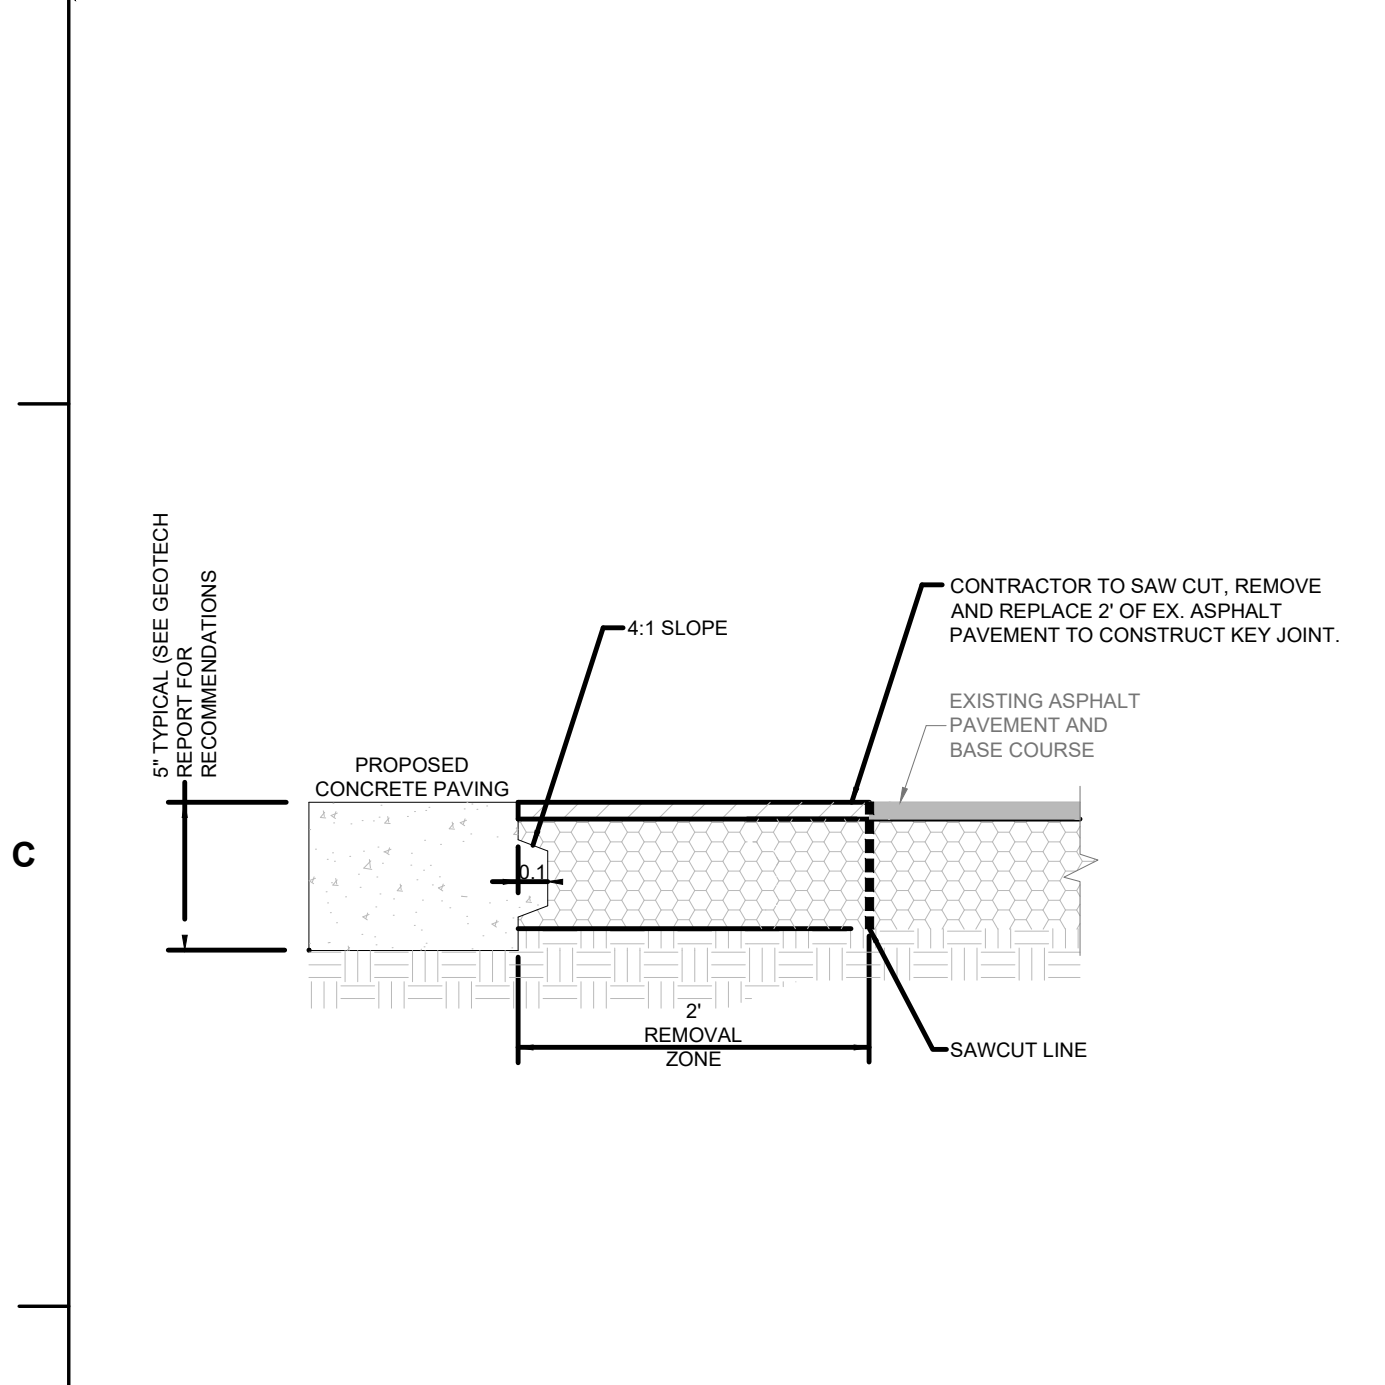 5" TYPICAL (SEE GEOTECH
REPORT FOR
RECOMMENDATIONS
CONTRACTOR TO SAW CUT, REMOVE
AND REPLACE 2' OF EX. ASPHALT
PAVEMENT TO CONSTRUCT KEY JOINT.
4:1 SLOPE
EXISTING ASPHALT
PAVEMENT AND
BASE COURSE
PROPOSED
CONCRETE PAVING
C
0.1
2'
REMOVAL
ZONE
SAWCUT LINE